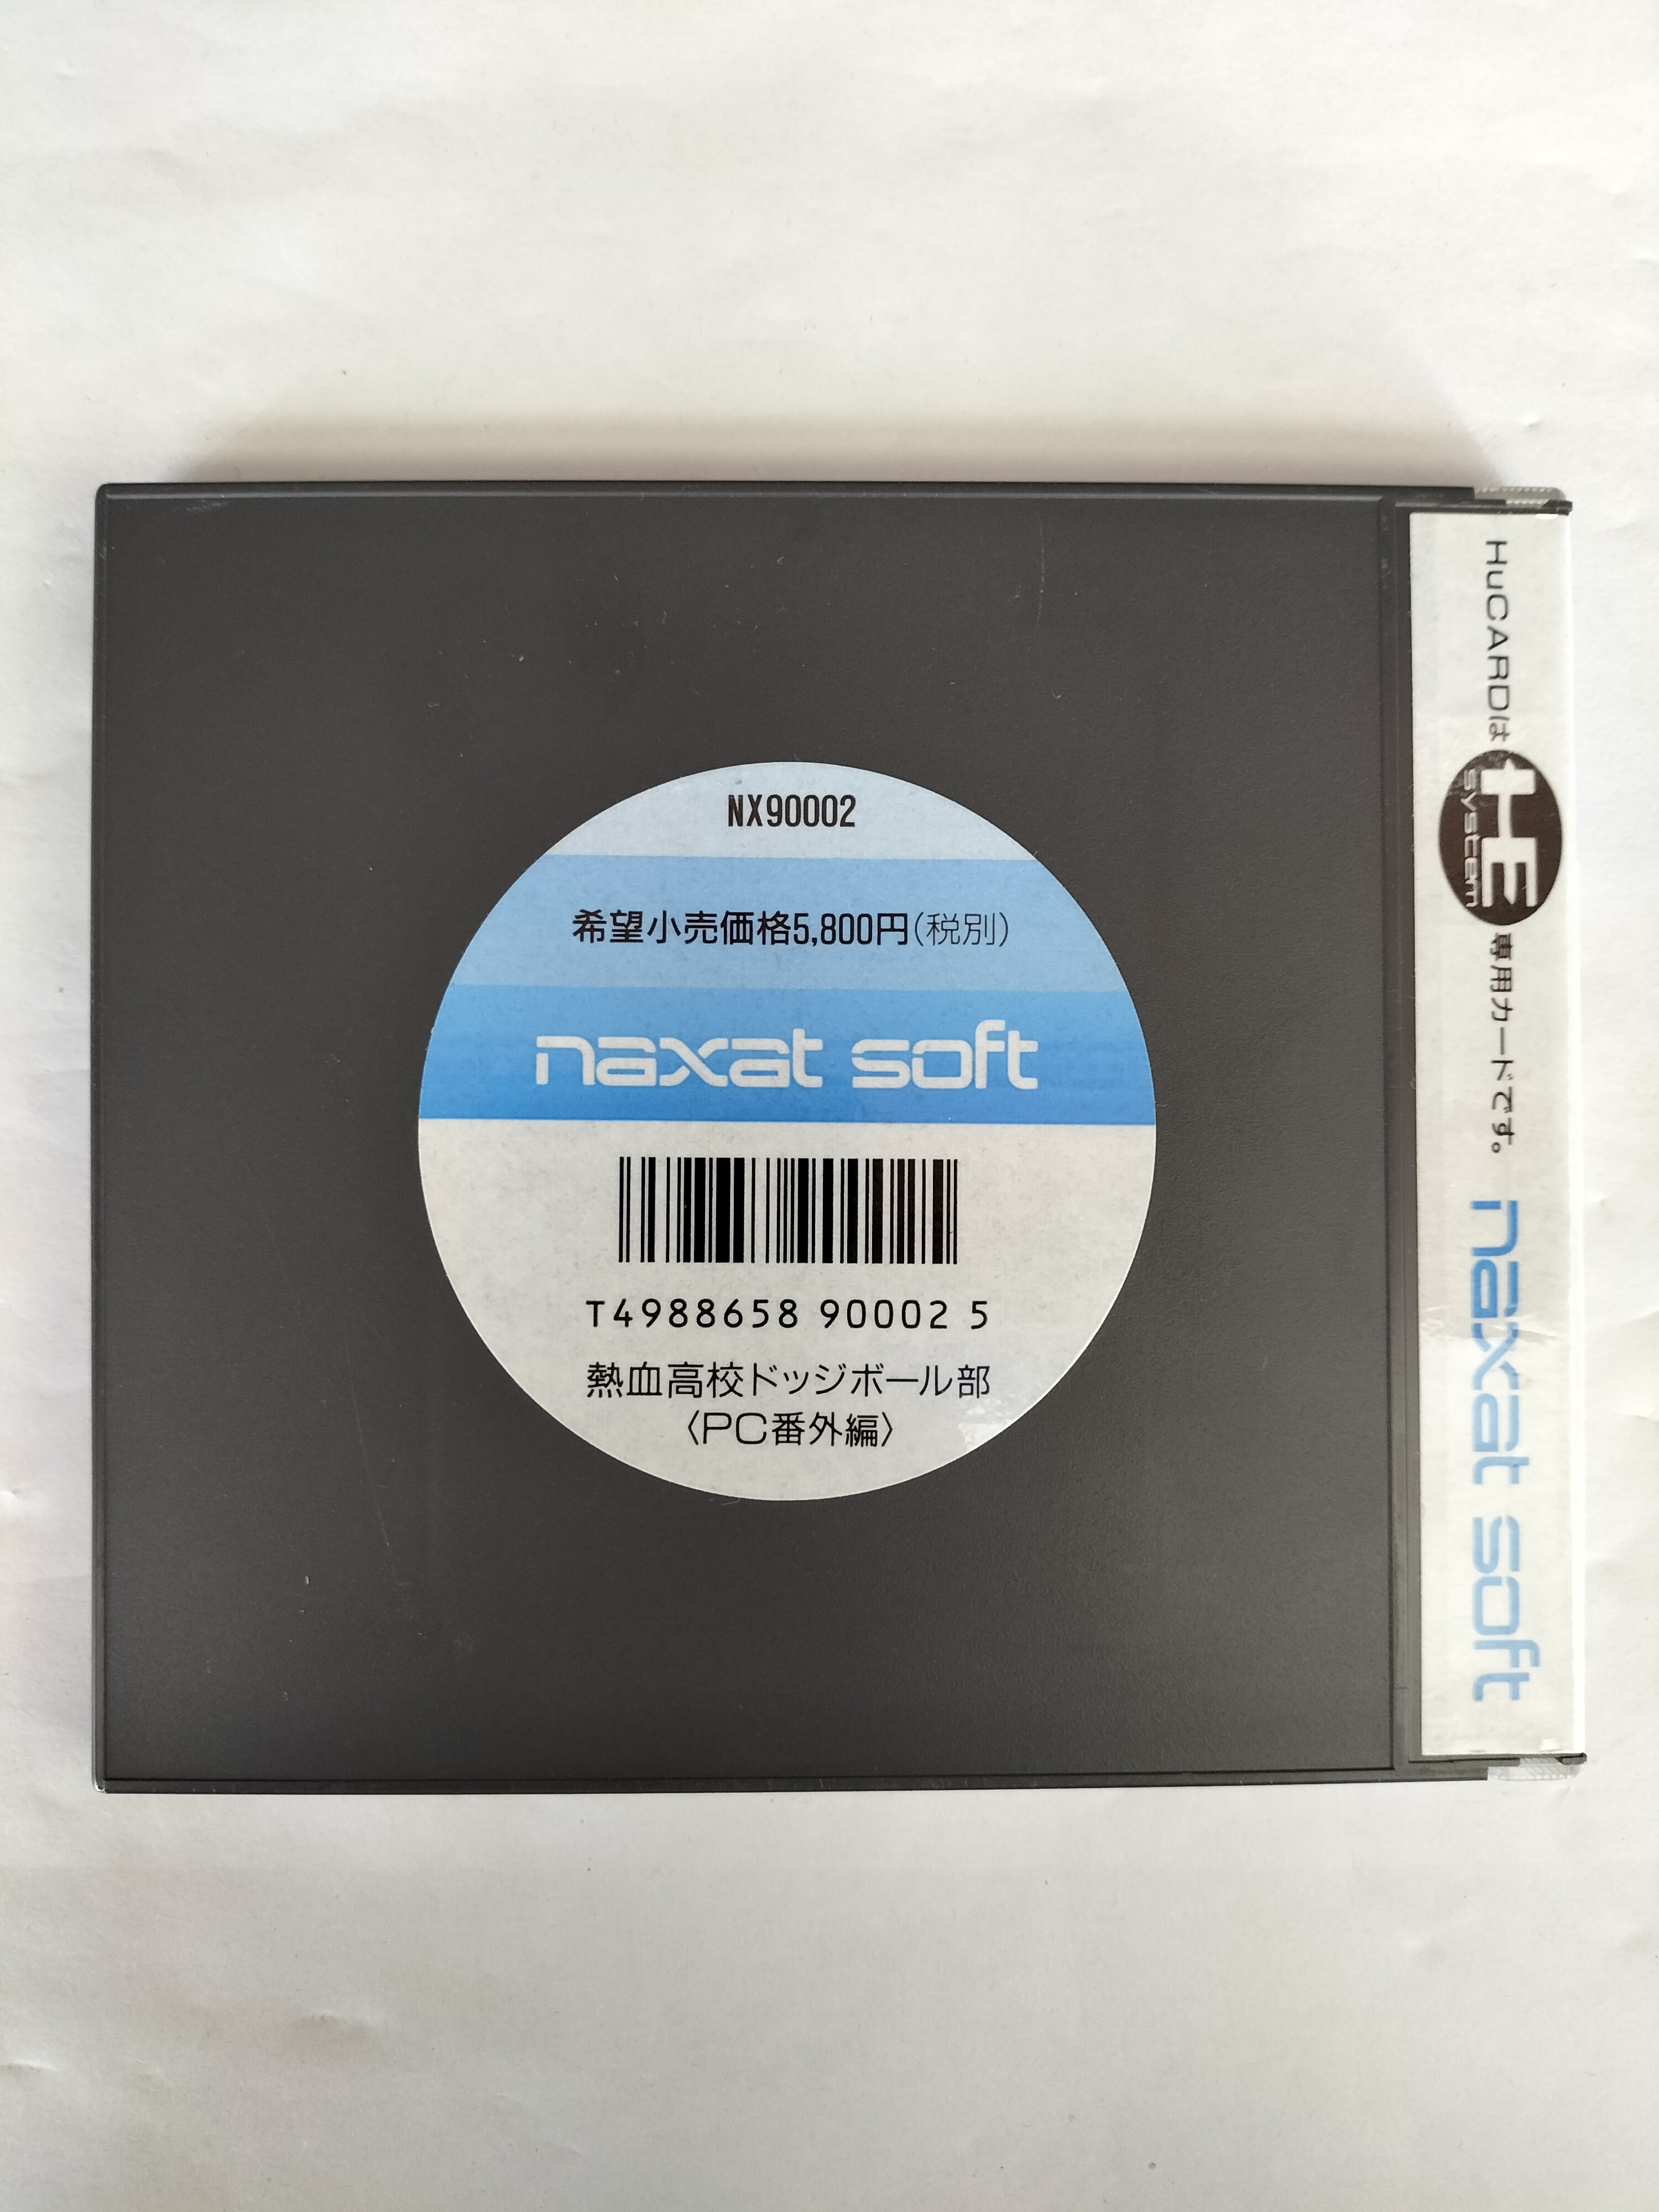 NX90002
希望小売価格5,800円(税別)
naxat soft
T4988658 90002 5
熱血高校ドッジボール部
〈PC番外編〉
HuCARDは HE system 専用カードです。 naxat soft